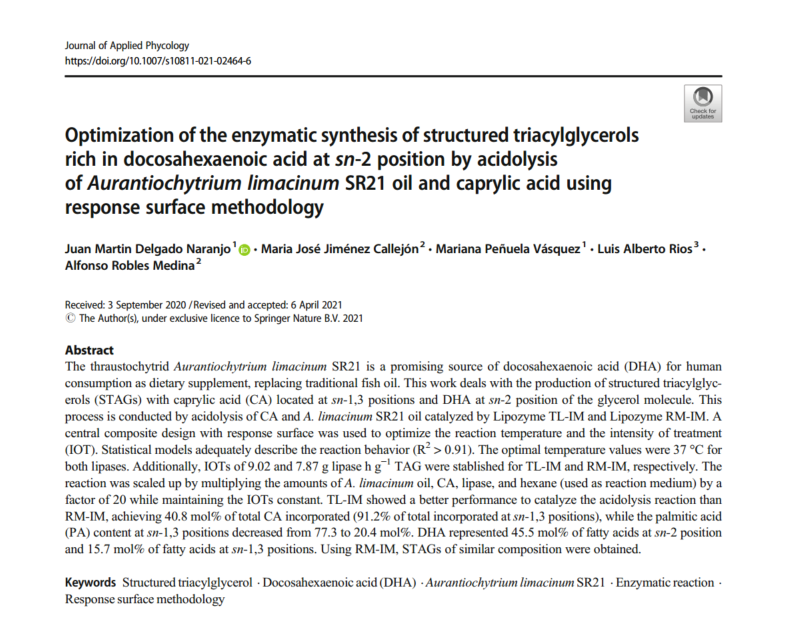 Journal of Applied Phycology
https://doi.org/10.1007/s10811-021-02464-6
Check for
updates
Optimization of the enzymatic synthesis of structured triacylglycerols
rich in docosahexaenoic acid at sn-2 position by acidolysis
of Aurantiochytrium limacinum SR21 oil and caprylic acid using
response surface methodology
Juan Martin Delgado Naranjo 1 iD · Maria José Jiménez Callejón 2 · Mariana Peñuela Vásquez 1 · Luis Alberto Rios 3 ·
Alfonso Robles Medina 2
Received: 3 September 2020 / Revised and accepted: 6 April 2021
© The Author(s), under exclusive licence to Springer Nature B.V. 2021
Abstract
The thraustochytrid Aurantiochytrium limacinum SR21 is a promising source of docosahexaenoic acid (DHA) for human
consumption as dietary supplement, replacing traditional fish oil. This work deals with the production of structured triacylglyc-
erols (STAGs) with caprylic acid (CA) located at sn-1,3 positions and DHA at sn-2 position of the glycerol molecule. This
process is conducted by acidolysis of CA and A. limacinum SR21 oil catalyzed by Lipozyme TL-IM and Lipozyme RM-IM. A
central composite design with response surface was used to optimize the reaction temperature and the intensity of treatment
(IOT). Statistical models adequately describe the reaction behavior (R² > 0.91). The optimal temperature values were 37 °C for
both lipases. Additionally, IOTs of 9.02 and 7.87 g lipase h g⁻¹ TAG were stablished for TL-IM and RM-IM, respectively. The
reaction was scaled up by multiplying the amounts of A. limacinum oil, CA, lipase, and hexane (used as reaction medium) by a
factor of 20 while maintaining the IOTs constant. TL-IM showed a better performance to catalyze the acidolysis reaction than
RM-IM, achieving 40.8 mol% of total CA incorporated (91.2% of total incorporated at sn-1,3 positions), while the palmitic acid
(PA) content at sn-1,3 positions decreased from 77.3 to 20.4 mol%. DHA represented 45.5 mol% of fatty acids at sn-2 position
and 15.7 mol% of fatty acids at sn-1,3 positions. Using RM-IM, STAGs of similar composition were obtained.
Keywords Structured triacylglycerol · Docosahexaenoic acid (DHA) · Aurantiochytrium limacinum SR21 · Enzymatic reaction ·
Response surface methodology